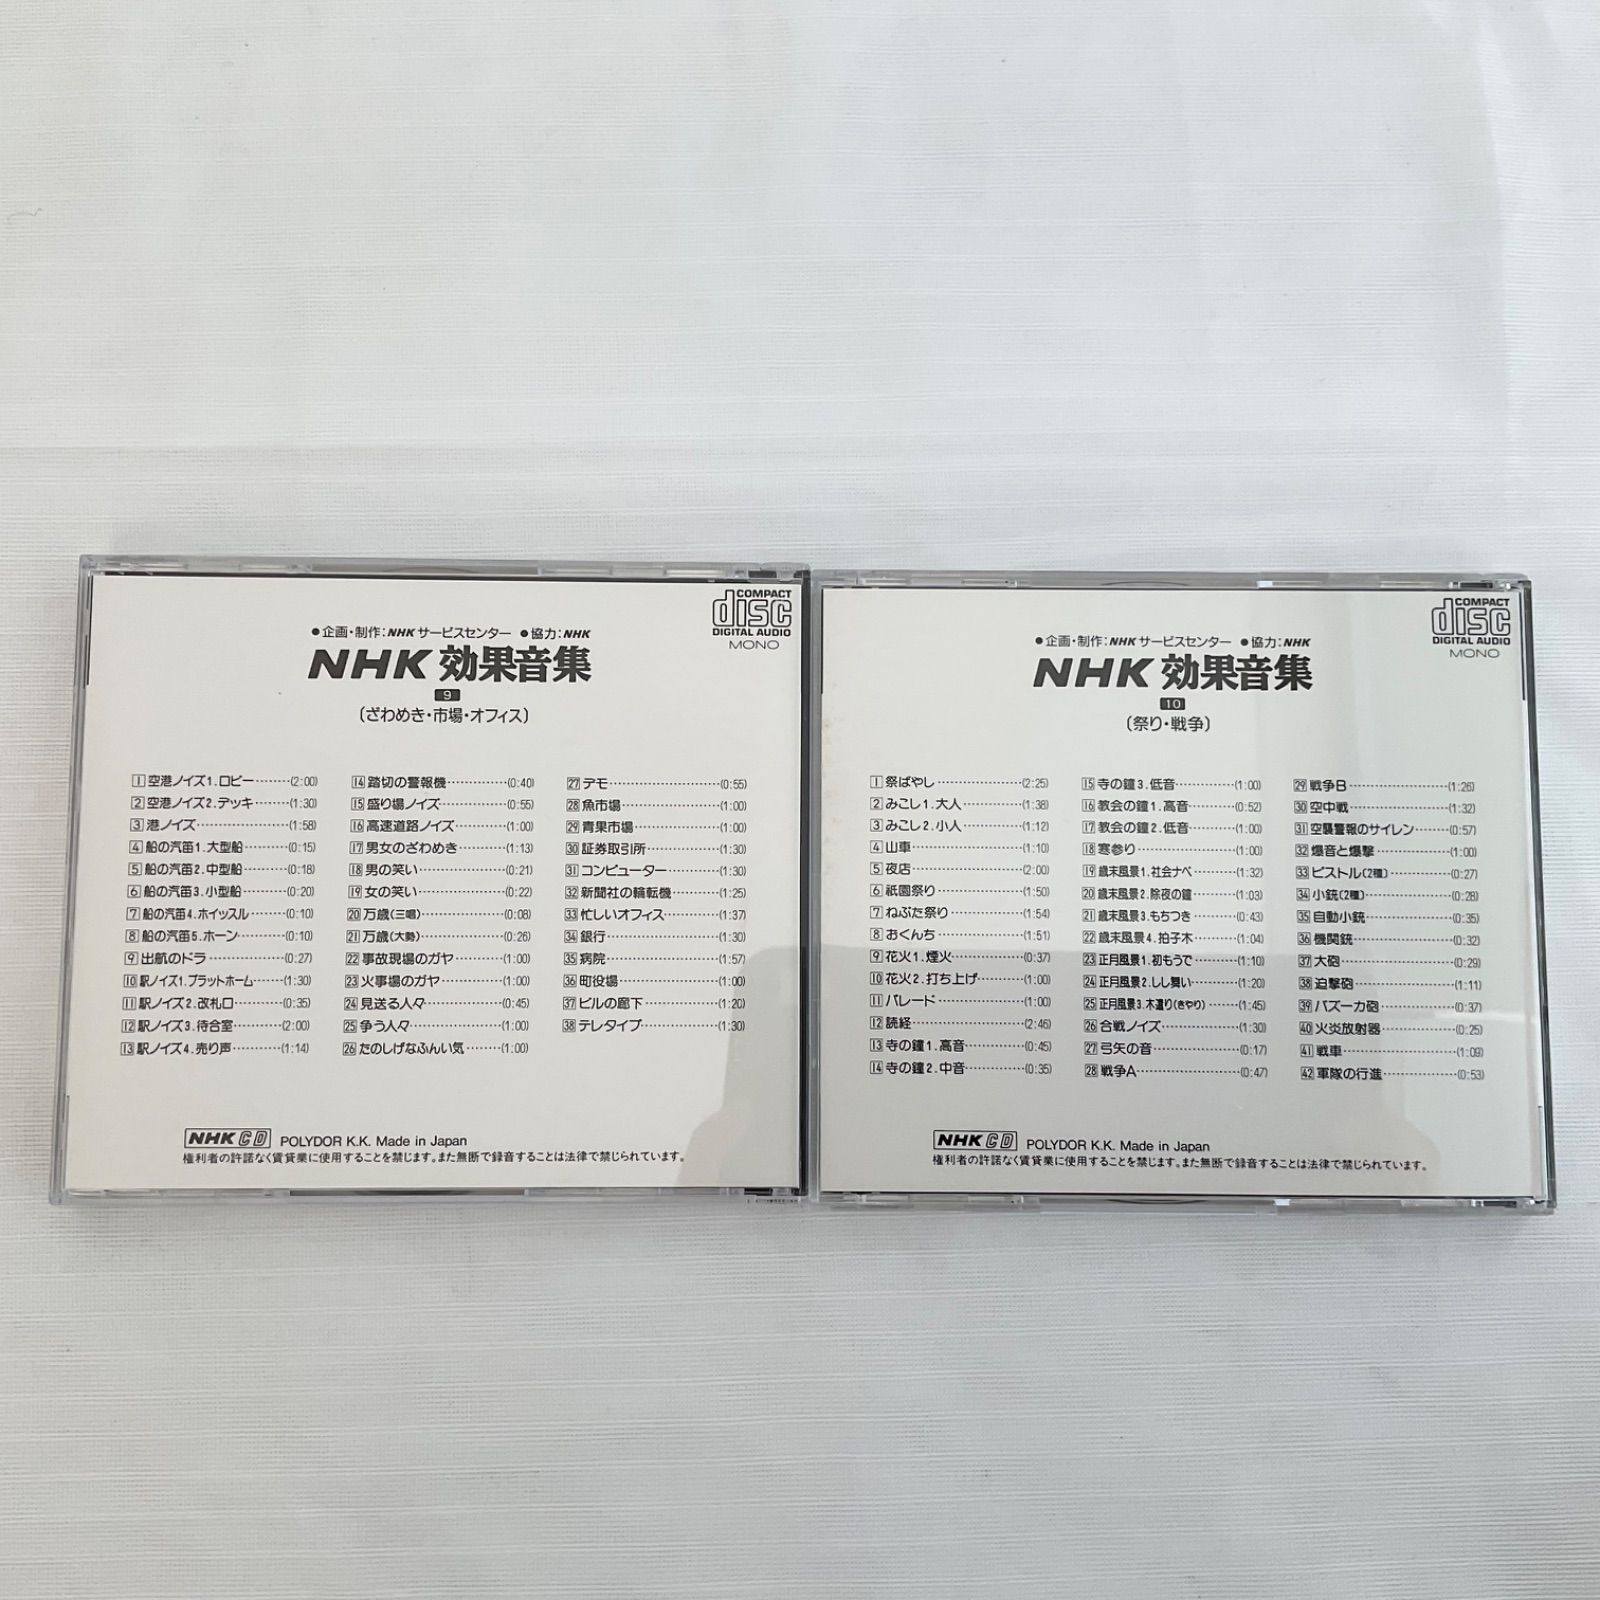 ●企画・制作：NHKサービスセンター ●協力：NHK
NHK 効果音集
9
〔ざわめき・市場・オフィス〕
COMPACT
disc
DIGITAL AUDIO
MONO
1 空港ノイズ1.ロビー………(2:00)
2 空港ノイズ2.デッキ………(1:30)
3 港ノイズ………(1:58)
4 船の汽笛1.大型船………(0:15)
5 船の汽笛2.中型船………(0:18)
6 船の汽笛3.小型船………(0:20)
7 船の汽笛4.ホイッスル………(0:10)
8 船の汽笛5.ホーン………(0:10)
9 出航のドラ………(0:27)
10 駅ノイズ1.プラットホーム………(1:30)
11 駅ノイズ2.改札口………(0:35)
12 駅ノイズ3.待合室………(2:00)
13 駅ノイズ4.売り声………(1:14)
14 踏切の警報機………(0:40)
15 盛り場ノイズ………(0:55)
16 高速道路ノイズ………(1:00)
17 男女のざわめき………(1:13)
18 男の笑い………(0:21)
19 女の笑い………(0:22)
20 万歳(三唱)………(0:08)
21 万歳(大勢)………(0:26)
22 事故現場のガヤ………(1:00)
23 火事場のガヤ………(1:00)
24 見送る人々………(0:45)
25 争う人々………(1:00)
26 たのしげなふんい気………(1:00)
27 デモ………(0:55)
28 魚市場………(1:00)
29 青果市場………(1:00)
30 証券取引所………(1:30)
31 コンピューター………(1:30)
32 新聞社の輪転機………(1:25)
33 忙しいオフィス………(1:37)
34 銀行………(1:30)
35 病院………(1:57)
36 町役場………(1:00)
37 ビルの廊下………(1:20)
38 テレタイプ………(1:30)
NHK CD POLYDOR K.K. Made in Japan
権利者の許諾なく賃貸業に使用することを禁じます。また無断で録音することは法律で禁じられています。
●企画・制作：NHKサービスセンター ●協力：NHK
NHK 効果音集
10
〔祭り・戦争〕
COMPACT
disc
DIGITAL AUDIO
MONO
1 祭ばやし………(2:25)
2 みこし1.大人………(1:38)
3 みこし2.小人………(1:12)
4 山車………(1:10)
5 夜店………(2:00)
6 祇園祭り………(1:50)
7 ねぶた祭り………(1:54)
8 おくんち………(1:51)
9 花火1.煙火………(0:37)
10 花火2.打ち上げ………(1:00)
11 パレード………(1:00)
12 読経………(2:46)
13 寺の鐘1.高音………(0:45)
14 寺の鐘2.中音………(0:35)
15 寺の鐘3.低音………(1:00)
16 教会の鐘1.高音………(0:52)
17 教会の鐘2.低音………(1:00)
18 寒参り………(1:00)
19 歳末風景1.社会ナベ………(1:32)
20 歳末風景2.除夜の鐘………(1:03)
21 歳末風景3.もちつき………(0:43)
22 歳末風景4.拍子木………(1:04)
23 正月風景1.初もうで………(1:10)
24 正月風景2.しし舞い………(1:20)
25 正月風景3.木遣り(きやり)………(1:45)
26 合戦ノイズ………(1:30)
27 弓矢の音………(0:17)
28 戦争A………(0:47)
29 戦争B………(1:26)
30 空中戦………(1:32)
31 空襲警報のサイレン………(0:57)
32 爆音と爆撃………(1:00)
33 ピストル(2種)………(0:27)
34 小銃(2種)………(0:28)
35 自動小銃………(0:35)
36 機関銃………(0:32)
37 大砲………(0:29)
38 迫撃砲………(1:11)
39 バズーカ砲………(0:37)
40 火炎放射器………(0:25)
41 戦車………(1:09)
42 軍隊の行進………(0:53)
NHK CD POLYDOR K.K. Made in Japan
権利者の許諾なく賃貸業に使用することを禁じます。また無断で録音することは法律で禁じられています。